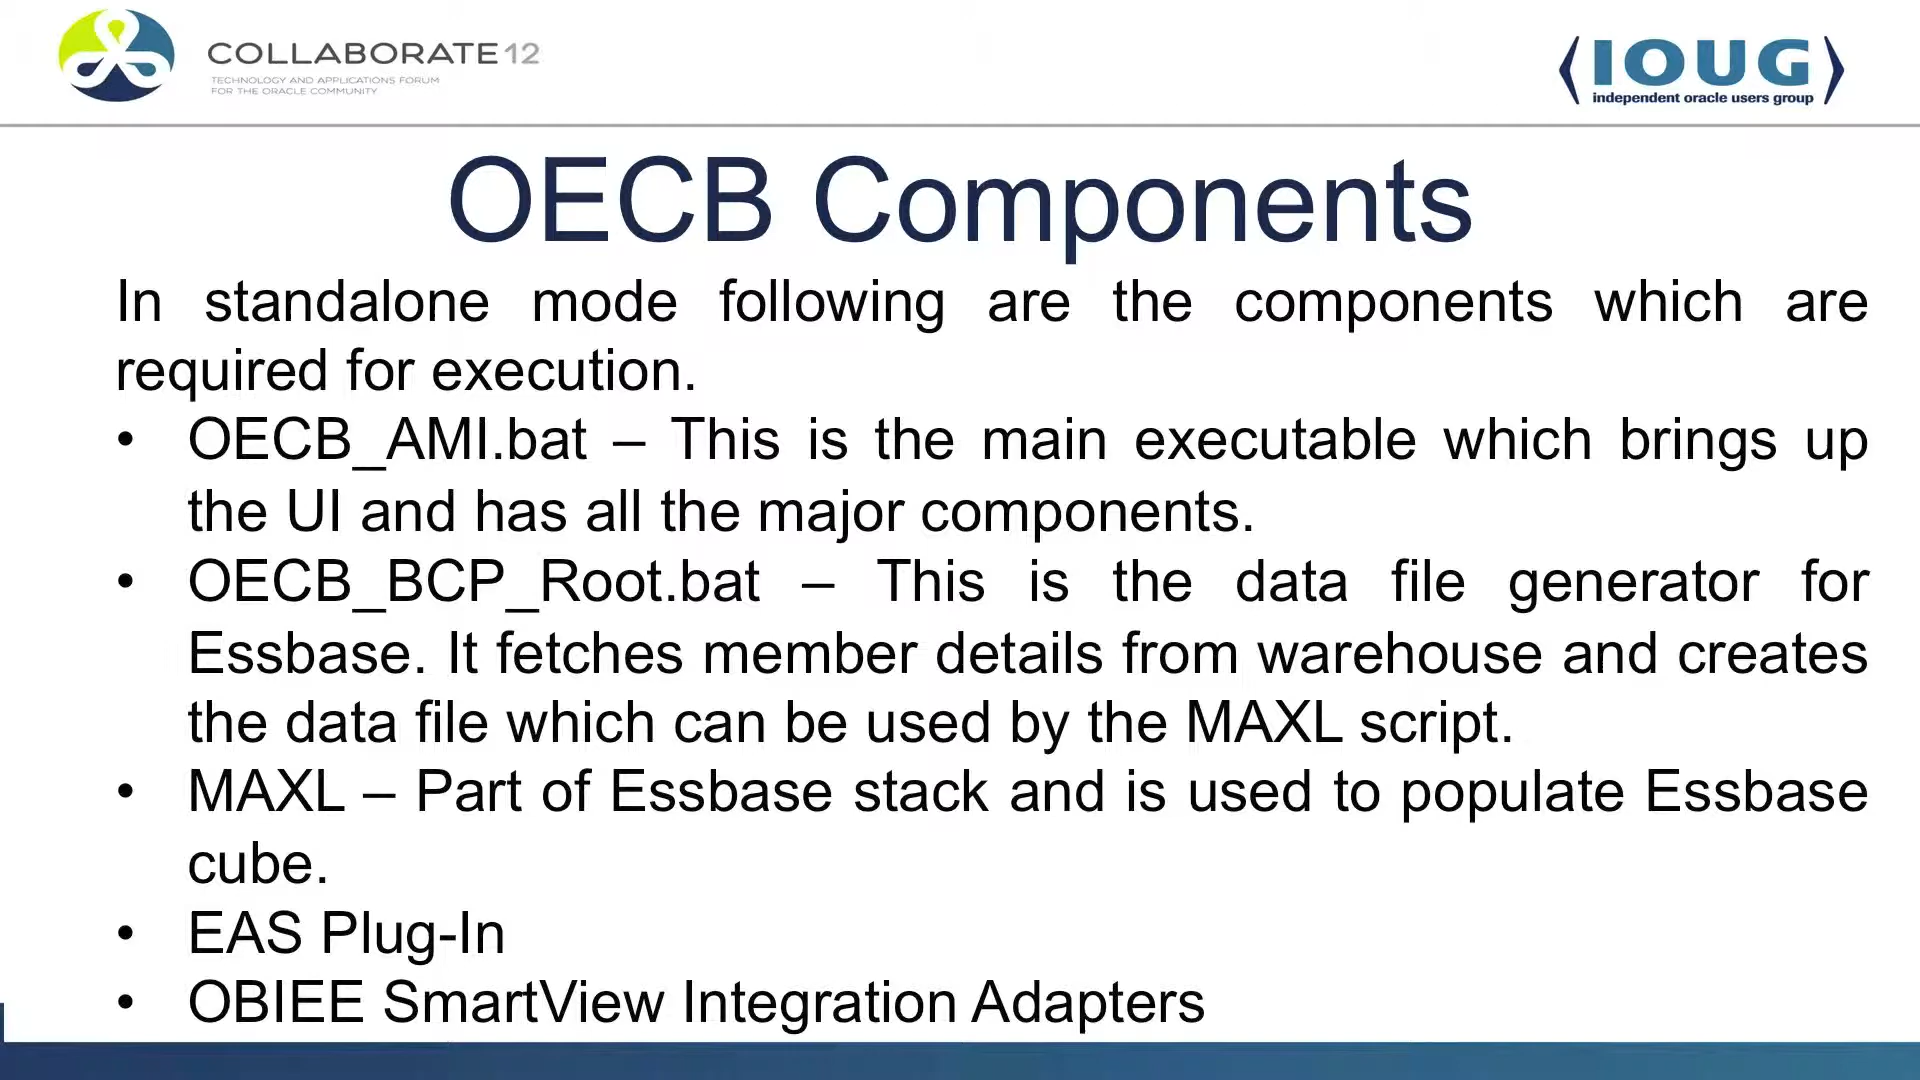 COLLABORATE12
TECHNOLOGY AND APPLICATIONS FORUM
FOR THE ORACLE COMMUNITY
IOUG
independent oracle users group
OECB Components
In standalone mode following are the components which are
required for execution.
• OECB_AMI.bat – This is the main executable which brings up
the UI and has all the major components.
• OECB_BCP_Root.bat – This is the data file generator for
Essbase. It fetches member details from warehouse and creates
the data file which can be used by the MAXL script.
• MAXL – Part of Essbase stack and is used to populate Essbase
cube.
• EAS Plug-In
• OBIEE SmartView Integration Adapters